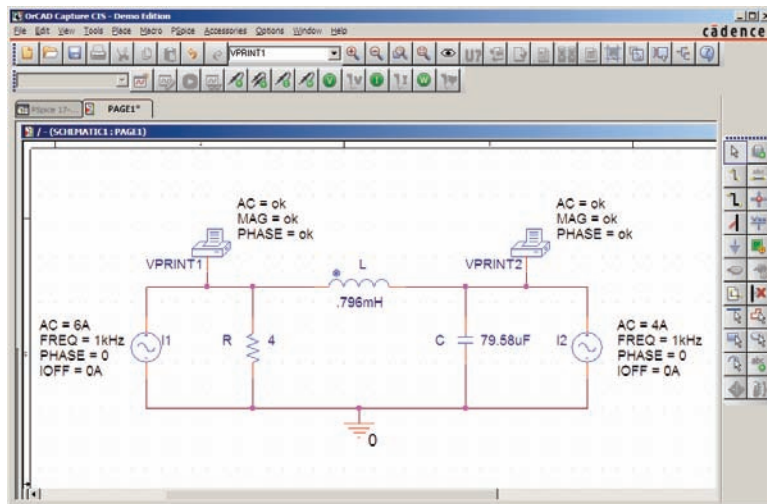 OrCAD Capture CIS - Demo Edition
File Edit View Tools Place Macro PSpice Accessories Options Window Help
cādence
VPRINT1
U?
PAGE1*
/ - (SCHEMATIC1 : PAGE1)
AC = ok
MAG = ok
PHASE = ok
AC = ok
MAG = ok
PHASE = ok
VPRINT1
L
VPRINT2
.796mH
AC = 6A
FREQ = 1kHz
PHASE = 0
IOFF = 0A
I1
R
4
C
79.58uF
I2
AC = 4A
FREQ = 1kHz
PHASE = 0
IOFF = 0A
0